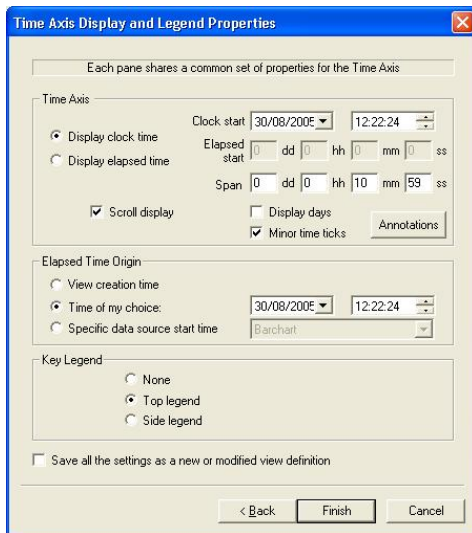 Time Axis Display and Legend Properties
Each pane shares a common set of properties for the Time Axis
Time Axis
Clock start 30/08/2005 12:22:24
Display clock time
Elapsed start 0 dd 0 hh 0 mm 0 ss
Display elapsed time
Span 0 dd 0 hh 10 mm 59 ss
Scroll display
Display days
Minor time ticks
Annotations
Elapsed Time Origin
View creation time
Time of my choice: 30/08/2005 12:22:24
Specific data source start time Barchart
Key Legend
None
Top legend
Side legend
Save all the settings as a new or modified view definition
< Back Finish Cancel